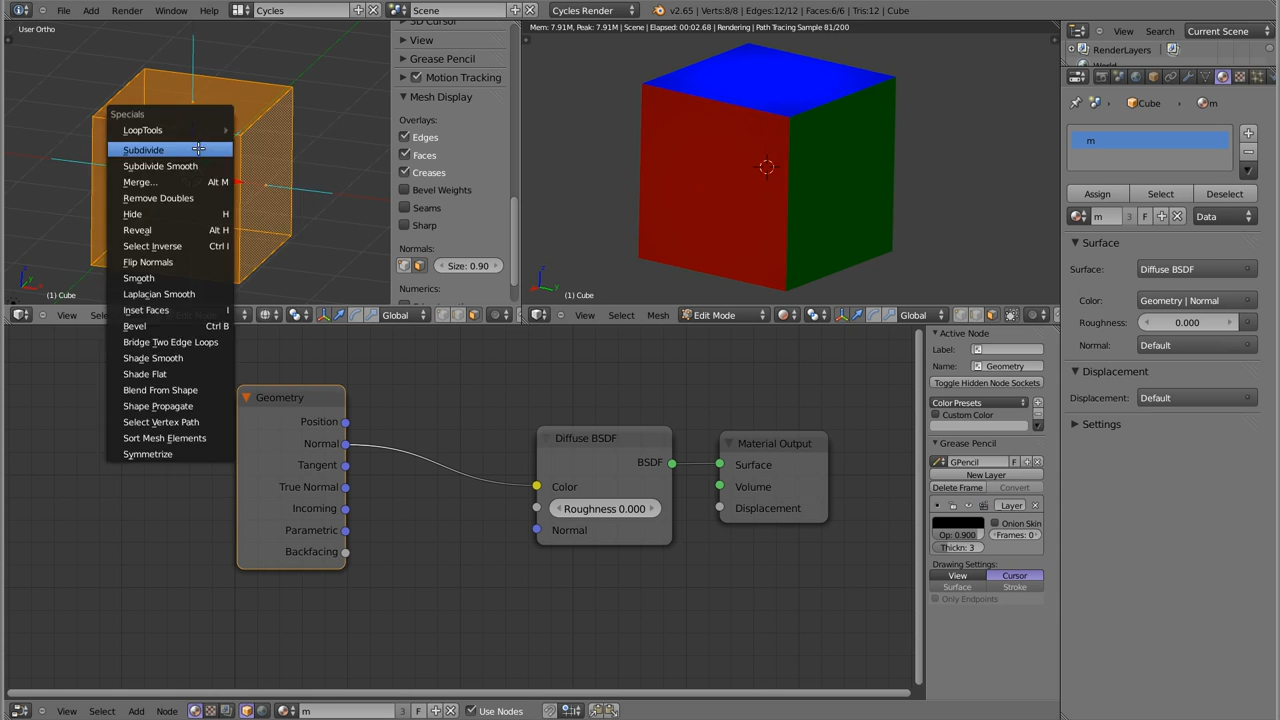 File
Add
Render
Window
Help
Cycles
Scene
Cycles Render
v2.65 | Verts:8/8 | Edges:12/12 | Faces:6/6 | Tris:12 | Cube
User Ortho
Specials
LoopTools
Subdivide
Subdivide Smooth
Merge... Alt M
Remove Doubles
Hide H
Reveal Alt H
Select Inverse Ctrl I
Flip Normals
Smooth
Laplacian Smooth
Inset Faces I
Bevel Ctrl B
Bridge Two Edge Loops
Shade Smooth
Shade Flat
Blend From Shape
Shape Propagate
Select Vertex Path
Sort Mesh Elements
Symmetrize
(1) Cube
View
Global
View
Grease Pencil
Motion Tracking
Mesh Display
Overlays:
Edges
Faces
Creases
Bevel Weights
Seams
Sharp
Normals:
Size: 0.90
Numerics:
Mem: 7.91M, Peak: 7.91M | Scene | Elapsed: 00:02.68 | Rendering | Path Tracing Sample 81/200
(1) Cube
View
Select
Mesh
Edit Mode
Global
Geometry
Position
Normal
Tangent
True Normal
Incoming
Parametric
Backfacing
Diffuse BSDF
BSDF
Color
Roughness 0.000
Normal
Material Output
Surface
Volume
Displacement
View
Select
Add
Node
m
3
F
Use Nodes
Active Node
Label:
Name: Geometry
Toggle Hidden Node Sockets
Color Presets
Custom Color
Grease Pencil
GPencil F
New Layer
Delete Frame
Convert
Layer
Onion Skin
Op: 0.900
Frames: 0
Thickn: 3
Drawing Settings:
View
Cursor
Surface
Stroke
Only Endpoints
View
Search
Current Scene
RenderLayers
Cube
m
m
Assign
Select
Deselect
m
3
F
Data
Surface
Surface: Diffuse BSDF
Color: Geometry | Normal
Roughness: 0.000
Normal: Default
Displacement
Displacement: Default
Settings